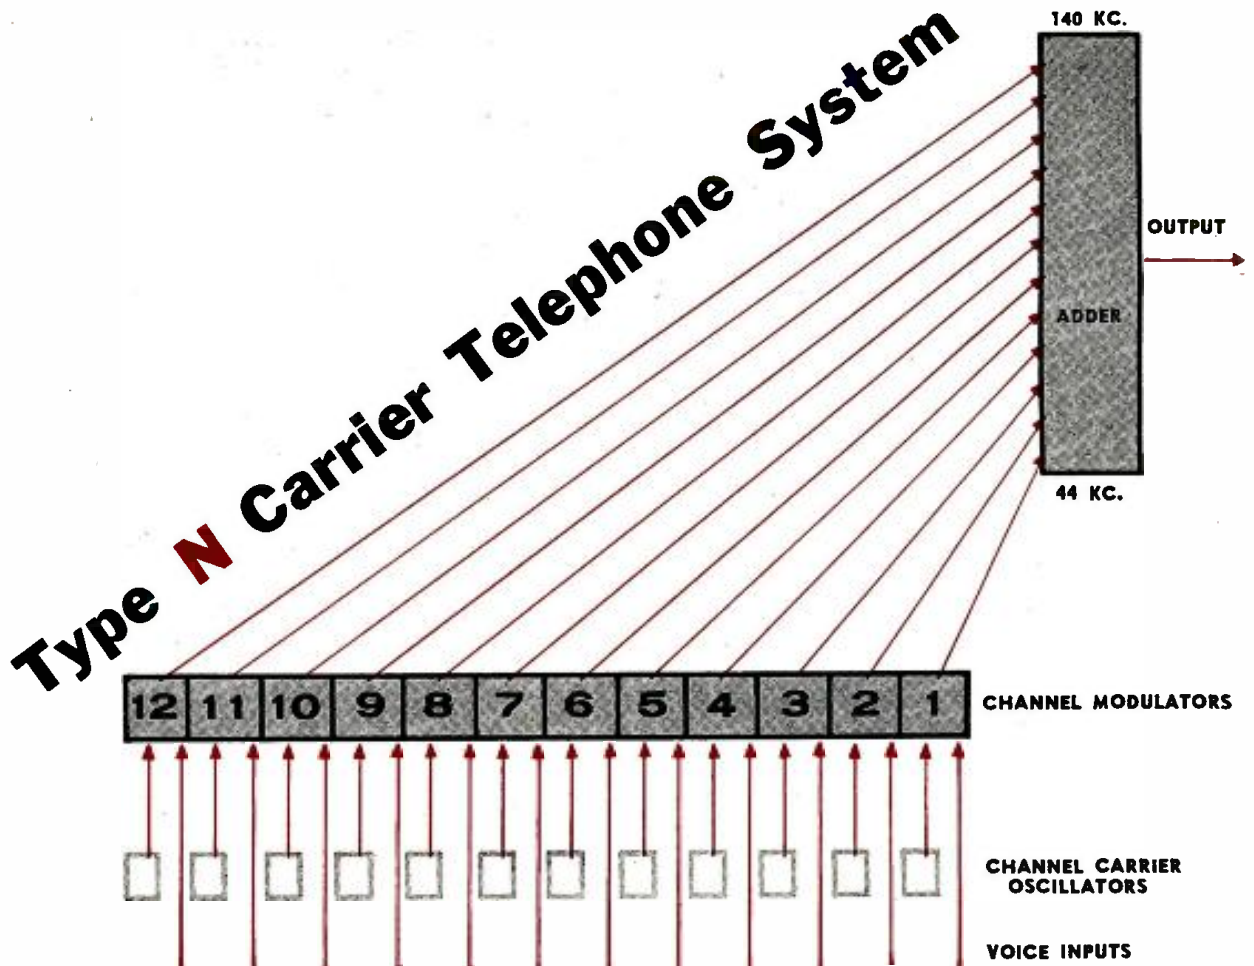 Type N Carrier Telephone System
140 KC.
OUTPUT
ADDER
44 KC.
12 11 10 9 8 7 6 5 4 3 2 1
CHANNEL MODULATORS
CHANNEL CARRIER
OSCILLATORS
VOICE INPUTS